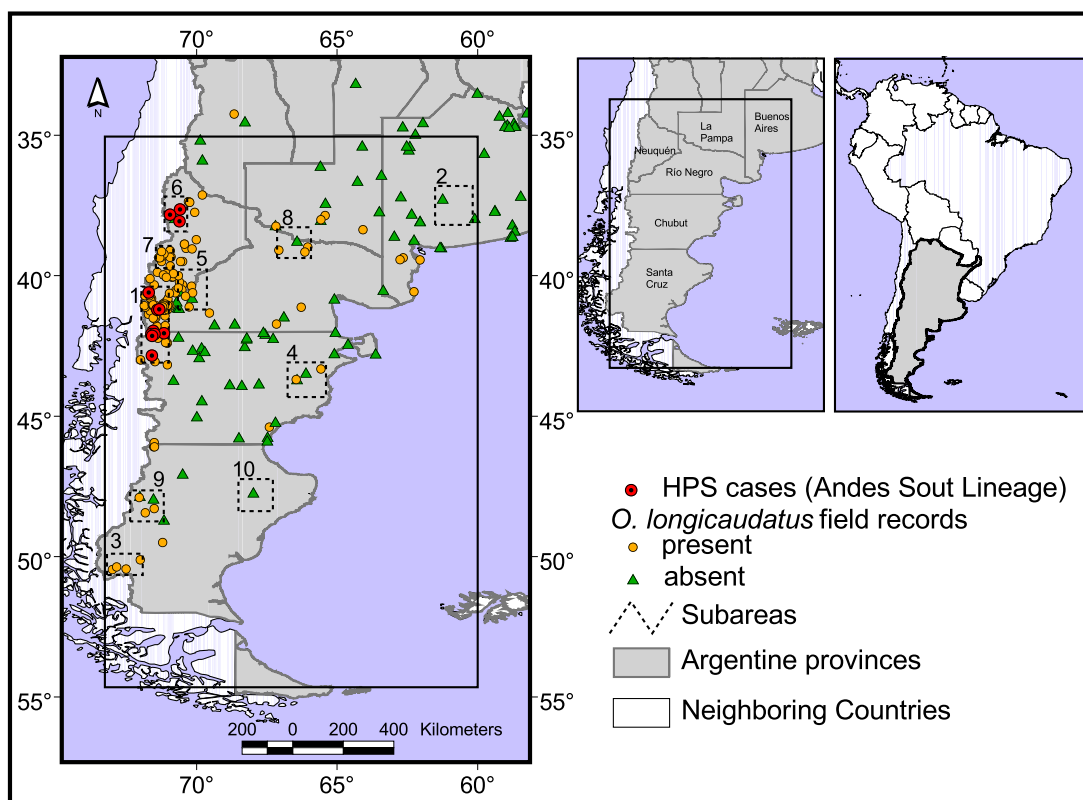 70° 65° 60°
N
35° 35°
40° 40°
45° 45°
50° 50°
55° 55°
6
2
8
7
5
1
4
9
10
3
200 0 200 400 Kilometers
70° 65° 60°
Buenos
Aires
La
Pampa
Neuquén
Río Negro
Chubut
Santa
Cruz
HPS cases (Andes Sout Lineage)
O. longicaudatus field records
present
absent
Subareas
Argentine provinces
Neighboring Countries